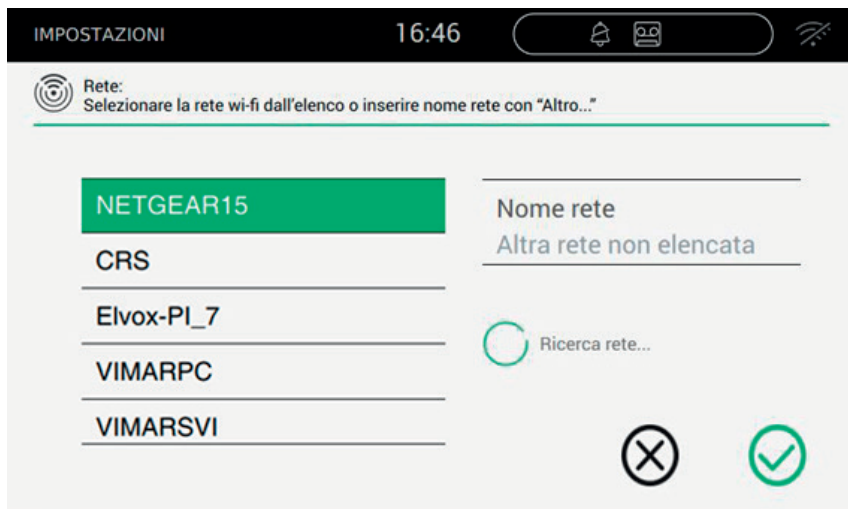 IMPOSTAZIONI 16:46
Rete:
Selezionare la rete wi-fi dall'elenco o inserire nome rete con “Altro...”
NETGEAR15
CRS
Elvox-PI_7
VIMARPC
VIMARSVI
Nome rete
Altra rete non elencata
Ricerca rete...